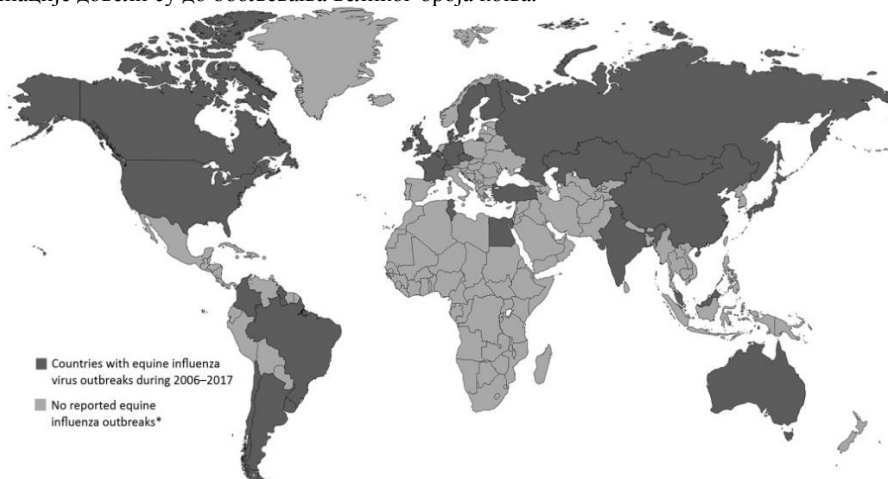 довели су до обољевања великог броја коња.
Countries with equine influenza
virus outbreaks during 2006–2017
No reported equine
influenza outbreaks*